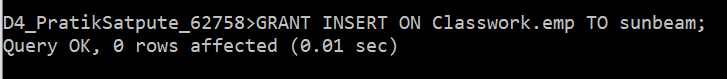 D4_PratikSatpute_62758>GRANT INSERT ON Classwork.emp TO sunbeam;
Query OK, 0 rows affected (0.01 sec)